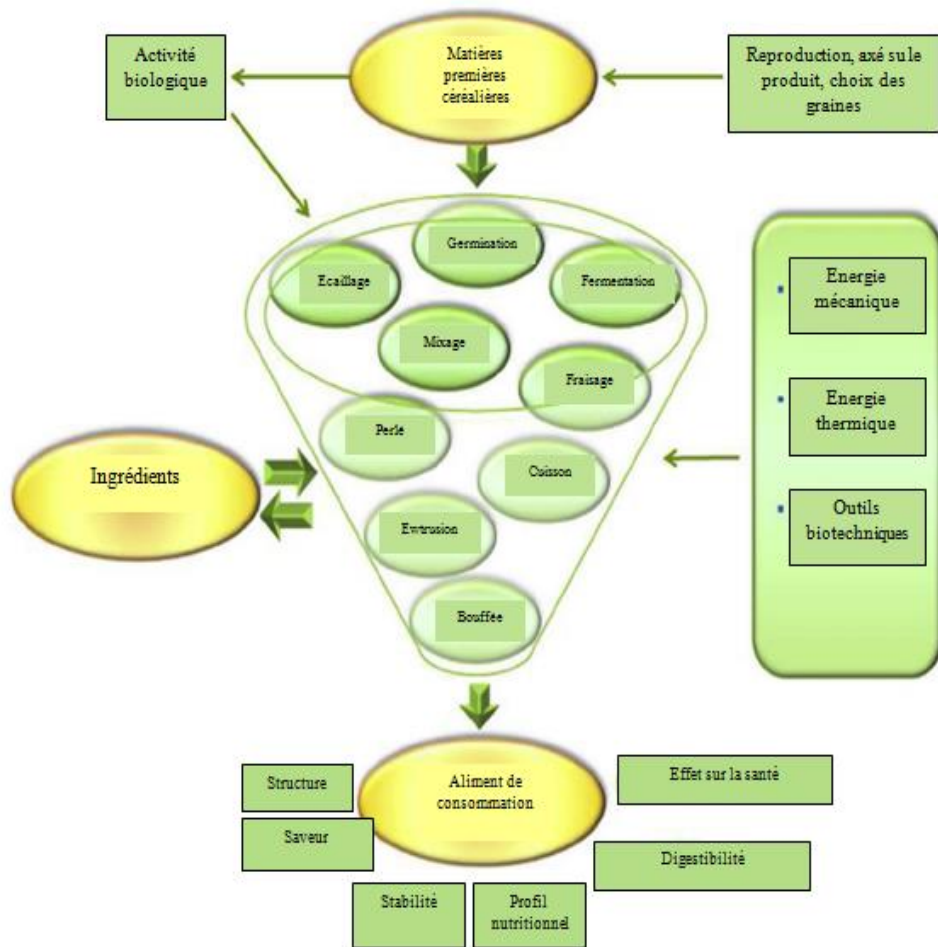 Activité
biologique
Matières
premières
céréalières
Reproduction, axé su le
produit, choix des
graines
Germination
Ecaillage
Fermentation
Mixage
Fraisage
Perlé
Cuisson
Ewtrusion
Bouffée
Ingrédients
Energie
mécanique
Energie
thermique
Outils
biotechniques
Aliment de
consommation
Structure
Saveur
Stabilité
Profil
nutritionnel
Effet sur la santé
Digestibilité